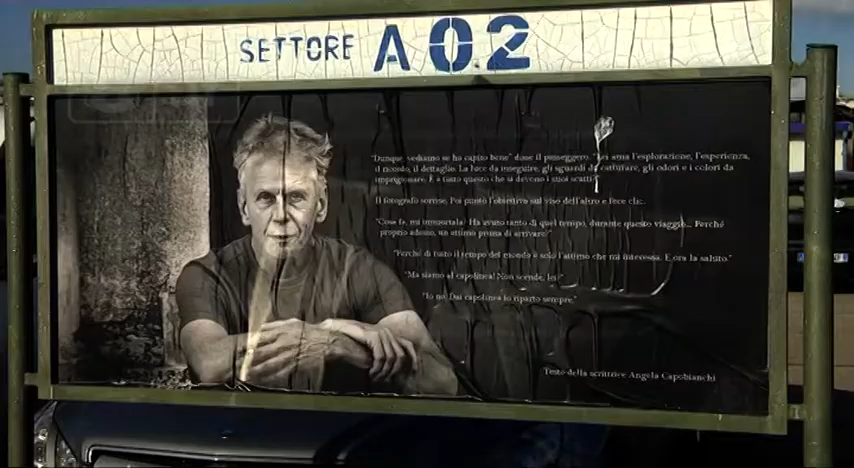 SETTORE A02
"Dunque, vediamo se ho capito bene" disse il passeggero. "Lei ama l'esplorazione, l'esperienza,
il ricordo, il dettaglio. La luce da inseguire, gli sguardi da catturare, gli odori e i colori da
imprigionare. È a tutto questo che si devono i suoi scatti?"
Il fotografo sorrise. Poi puntò l'obiettivo sul viso dell'altro e fece clic.
"Cosa fa, mi immortala? Ha avuto tanto di quel tempo, durante questo viaggio... Perché
proprio adesso, un attimo prima di arrivare?"
"Perché di tutto il tempo del mondo è solo l'attimo che mi interessa. E ora la saluto."
"Ma siamo al capolinea! Non scende, lei?"
"Io no. Dai capolinea io riparto sempre."
Testo della scrittrice Angela Capobianchi